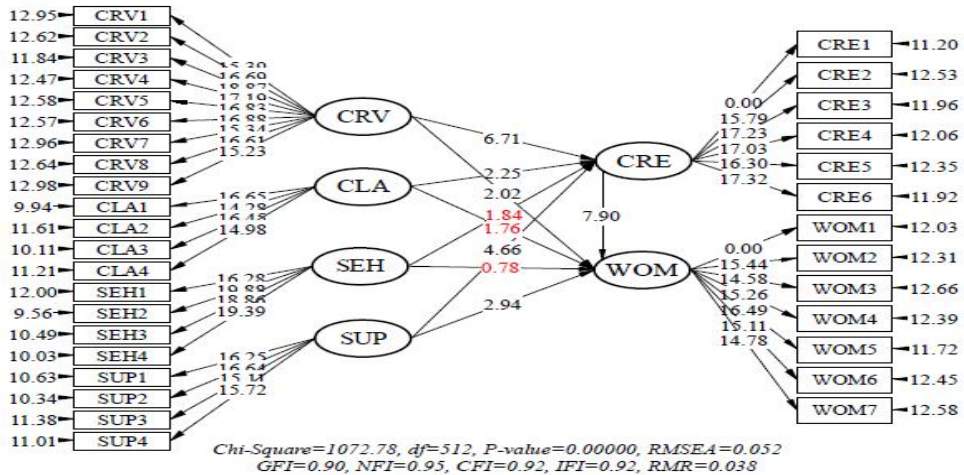 12.95 CRV1
12.62 CRV2
11.84 CRV3
12.47 CRV4
12.58 CRV5
12.57 CRV6
12.96 CRV7
12.64 CRV8
12.98 CRV9
9.94 CLA1
11.61 CLA2
10.11 CLA3
11.21 CLA4
12.00 SEH1
9.56 SEH2
10.49 SEH3
10.03 SEH4
10.63 SUP1
10.34 SUP2
11.38 SUP3
11.01 SUP4
15.39
16.69
18.87
17.19
16.83
16.88
15.34
16.61
15.23
16.65
14.28
16.48
14.98
16.28
19.88
18.86
19.39
16.25
16.64
15.11
15.72
CRV
CLA
SEH
SUP
6.71
2.25
2.02
1.84
1.76
4.66
0.78
2.94
7.90
CRE
WOM
0.00
15.79
17.23
17.03
16.30
17.32
0.00
15.44
14.58
15.26
16.49
15.11
14.78
CRE1 11.20
CRE2 12.53
CRE3 11.96
CRE4 12.06
CRE5 12.35
CRE6 11.92
WOM1 12.03
WOM2 12.31
WOM3 12.66
WOM4 12.39
WOM5 11.72
WOM6 12.45
WOM7 12.58
Chi-Square=1072.78, df=512, P-value=0.00000, RMSEA=0.052
GFI=0.90, NFI=0.95, CFI=0.92, IFI=0.92, RMR=0.038